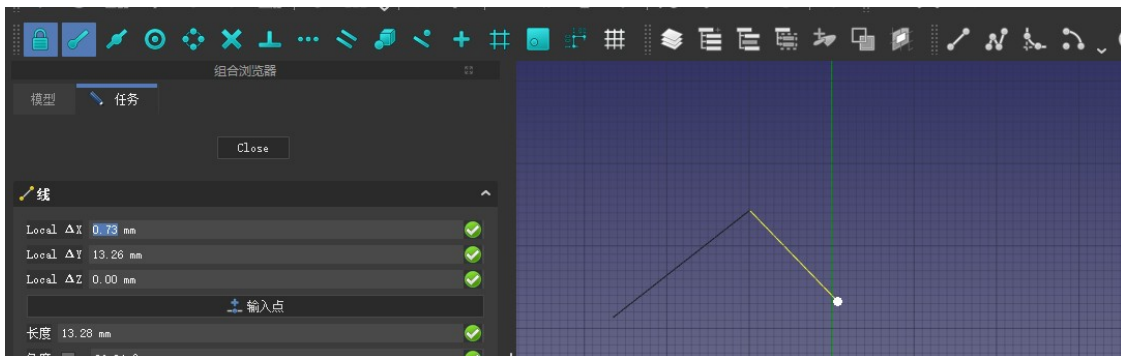 组合浏览器
模型 任务
Close
线
Local ΔX 0.73 mm
Local ΔY 13.26 mm
Local ΔZ 0.00 mm
输入点
长度 13.28 mm